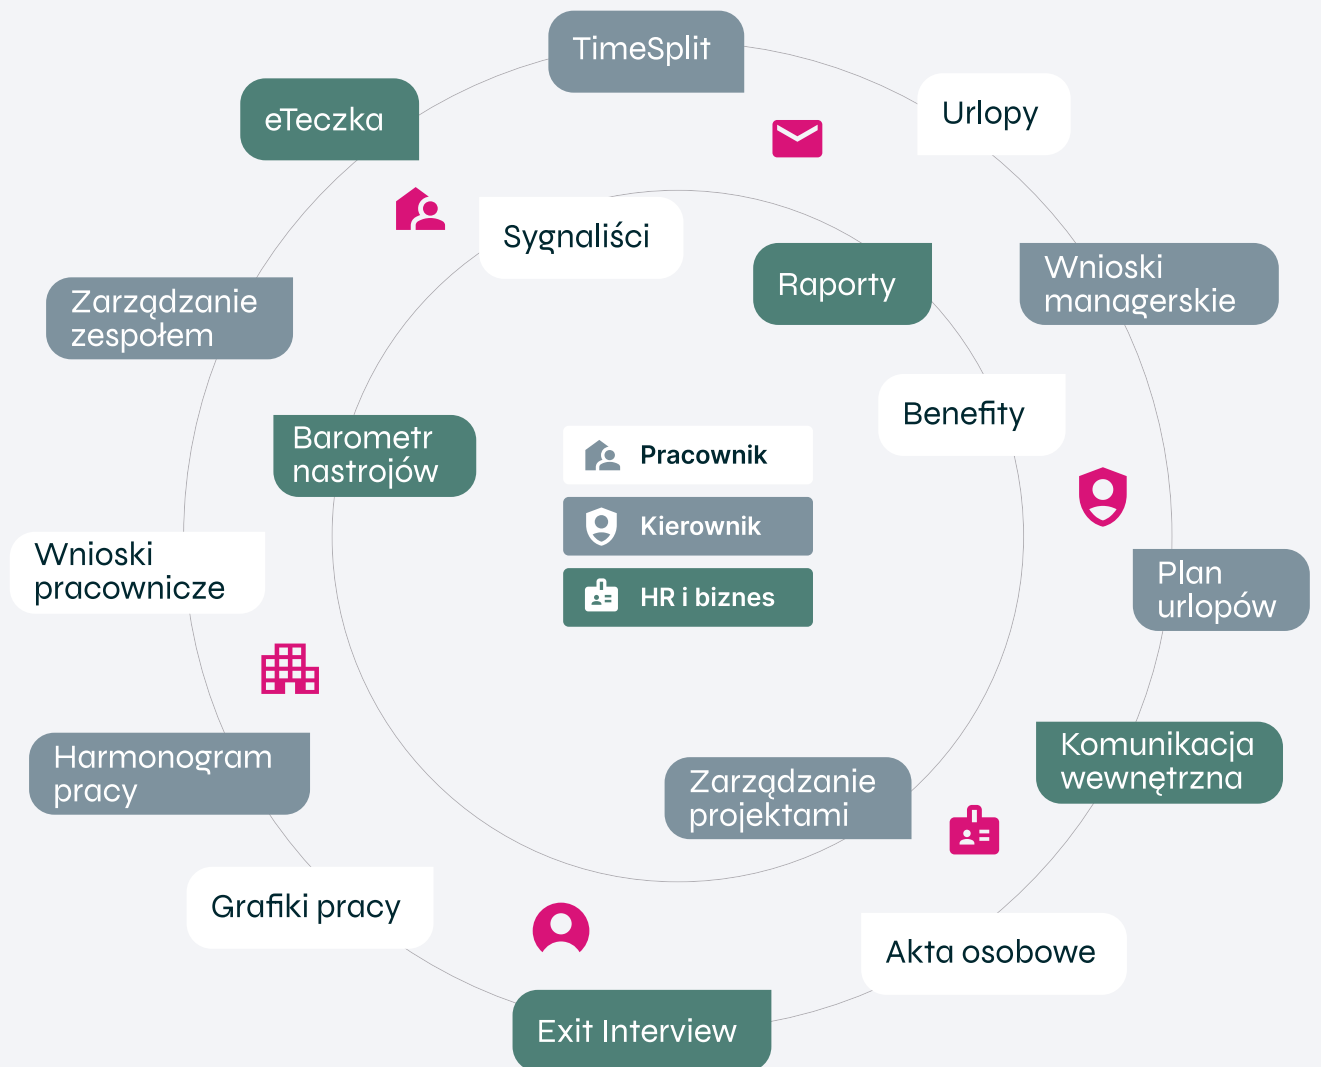 TimeSplit
Urlopy
eTeczka
Sygnaliści
Raporty
Wnioski
managerskie
Zarządzanie
zespołem
Benefity
Barometr
nastrojów
Pracownik
Kierownik
HR i biznes
Wnioski
pracownicze
Plan
urlopów
Harmonogram
pracy
Komunikacja
wewnętrzna
Zarządzanie
projektami
Grafiki pracy
Akta osobowe
Exit Interview